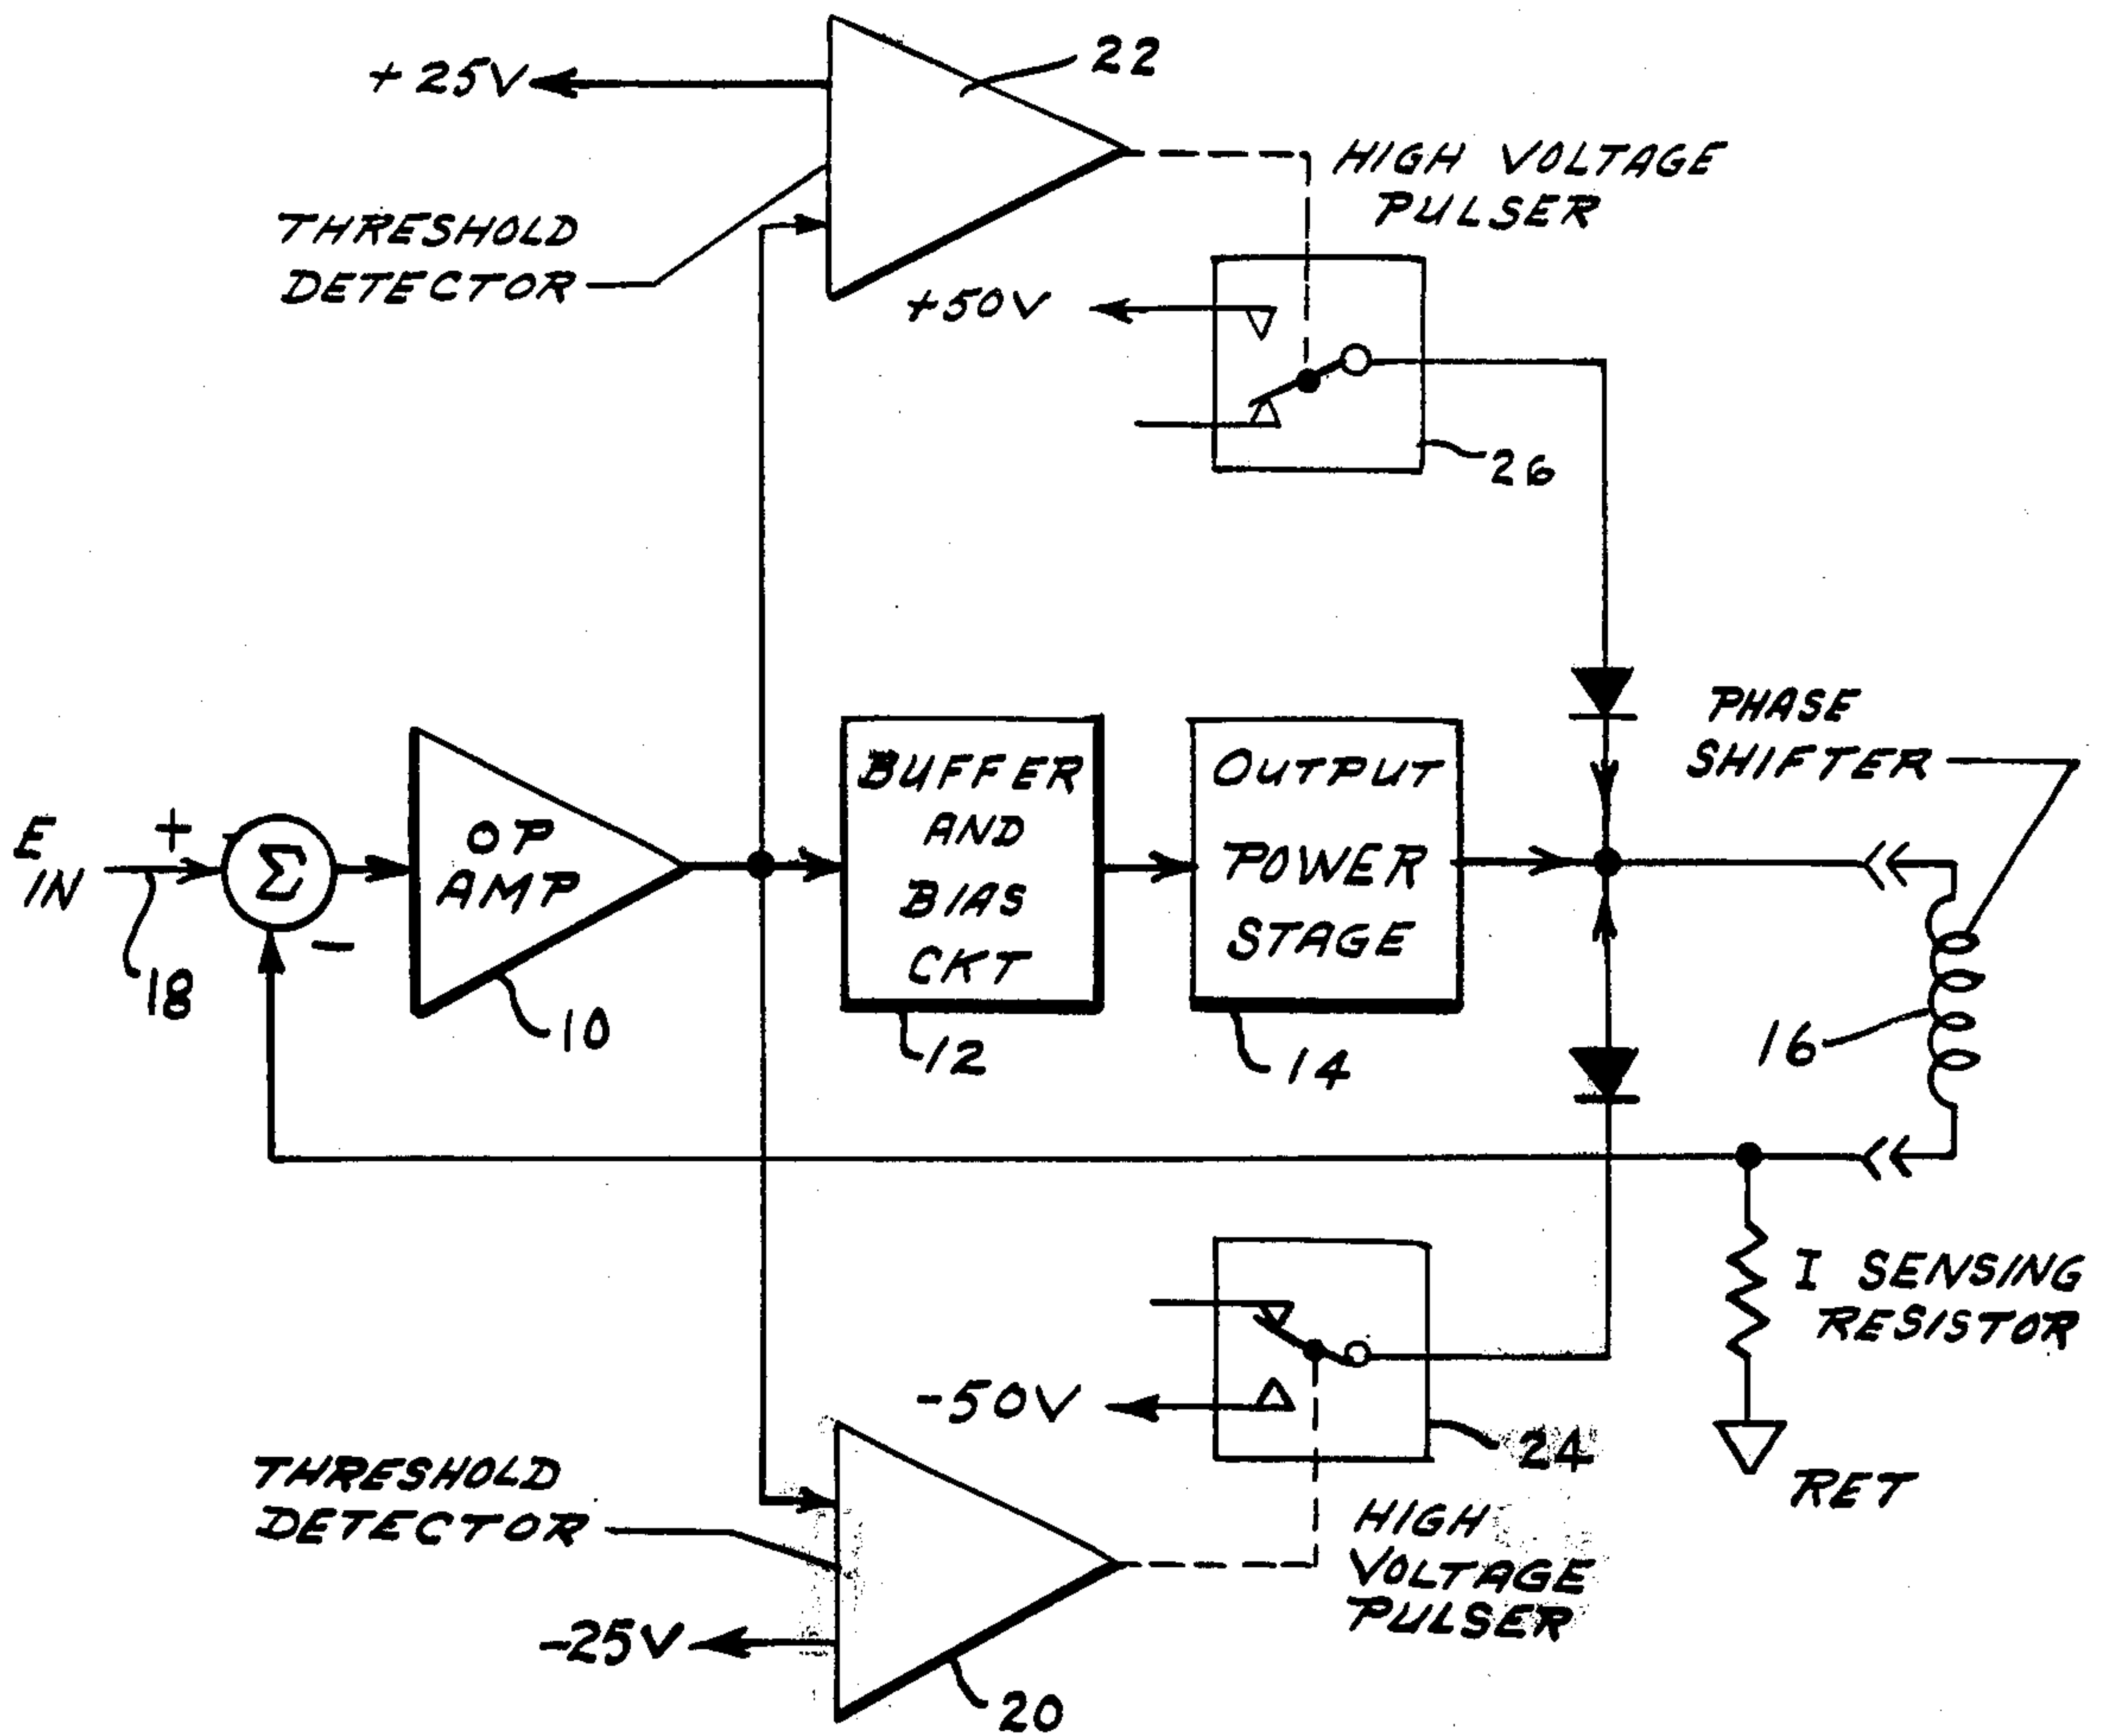 22
+25V
HIGH VOLTAGE
PULSER
THRESHOLD
DETECTOR
+50V
26
PHASE
SHIFTER
E
IN
+
Σ
−
18
OP
AMP
10
BUFFER
AND
BIAS
CKT
12
OUTPUT
POWER
STAGE
14
16
I SENSING
RESISTOR
RET
-50V
24
THRESHOLD
DETECTOR
HIGH
VOLTAGE
PULSER
-25V
20